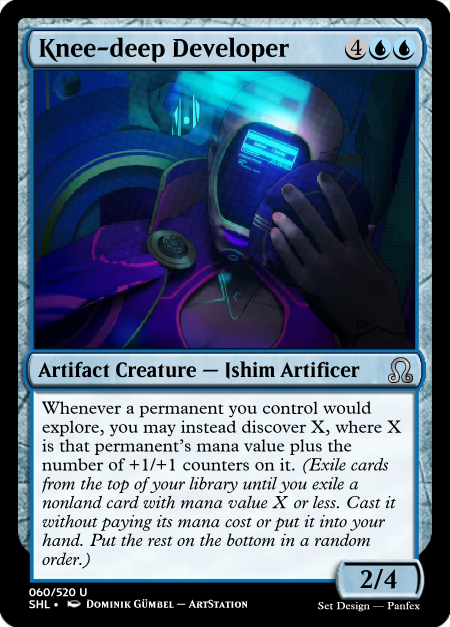 Knee-deep Developer 4
Artifact Creature — Ishim Artificer
Whenever a permanent you control would
explore, you may instead discover X, where X
is that permanent's mana value plus the
number of +1/+1 counters on it. (Exile cards
from the top of your library until you exile a
nonland card with mana value X or less. Cast it
without paying its mana cost or put it into your
hand. Put the rest on the bottom in a random
order.)
2/4
060/520 U
SHL • Dominik Gümbel — ArtStation
Set Design — Panfex